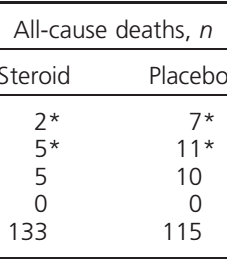 All-cause deaths, n
Steroid Placebo
2* 7*
5* 11*
5 10
0 0
133 115